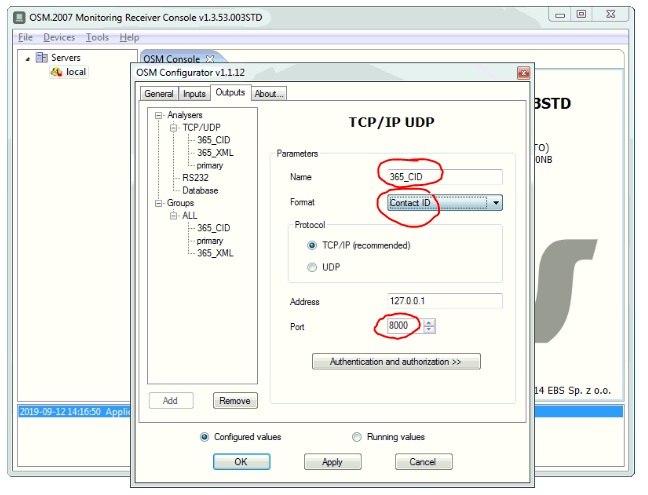 OSM.2007 Monitoring Receiver Console v1.3.53.003STD
File Devices Tools Help
Servers
local
OSM Console
OSM Configurator v1.1.12
General Inputs Outputs About...
Analysers
TCP/UDP
365_CID
365_XML
primary
RS232
Database
Groups
ALL
365_CID
primary
365_XML
Add
Remove
TCP/IP UDP
Parameters
Name 365_CID
Format Contact ID
Protocol
TCP/IP (recommended)
UDP
Address 127.0.0.1
Port 8000
Authentication and authorization >>
Configured values Running values
OK Apply Cancel
3STD
TO)
0NB
14 EBS Sp. z o.o.
2019-09-12 14:16:50 Applic